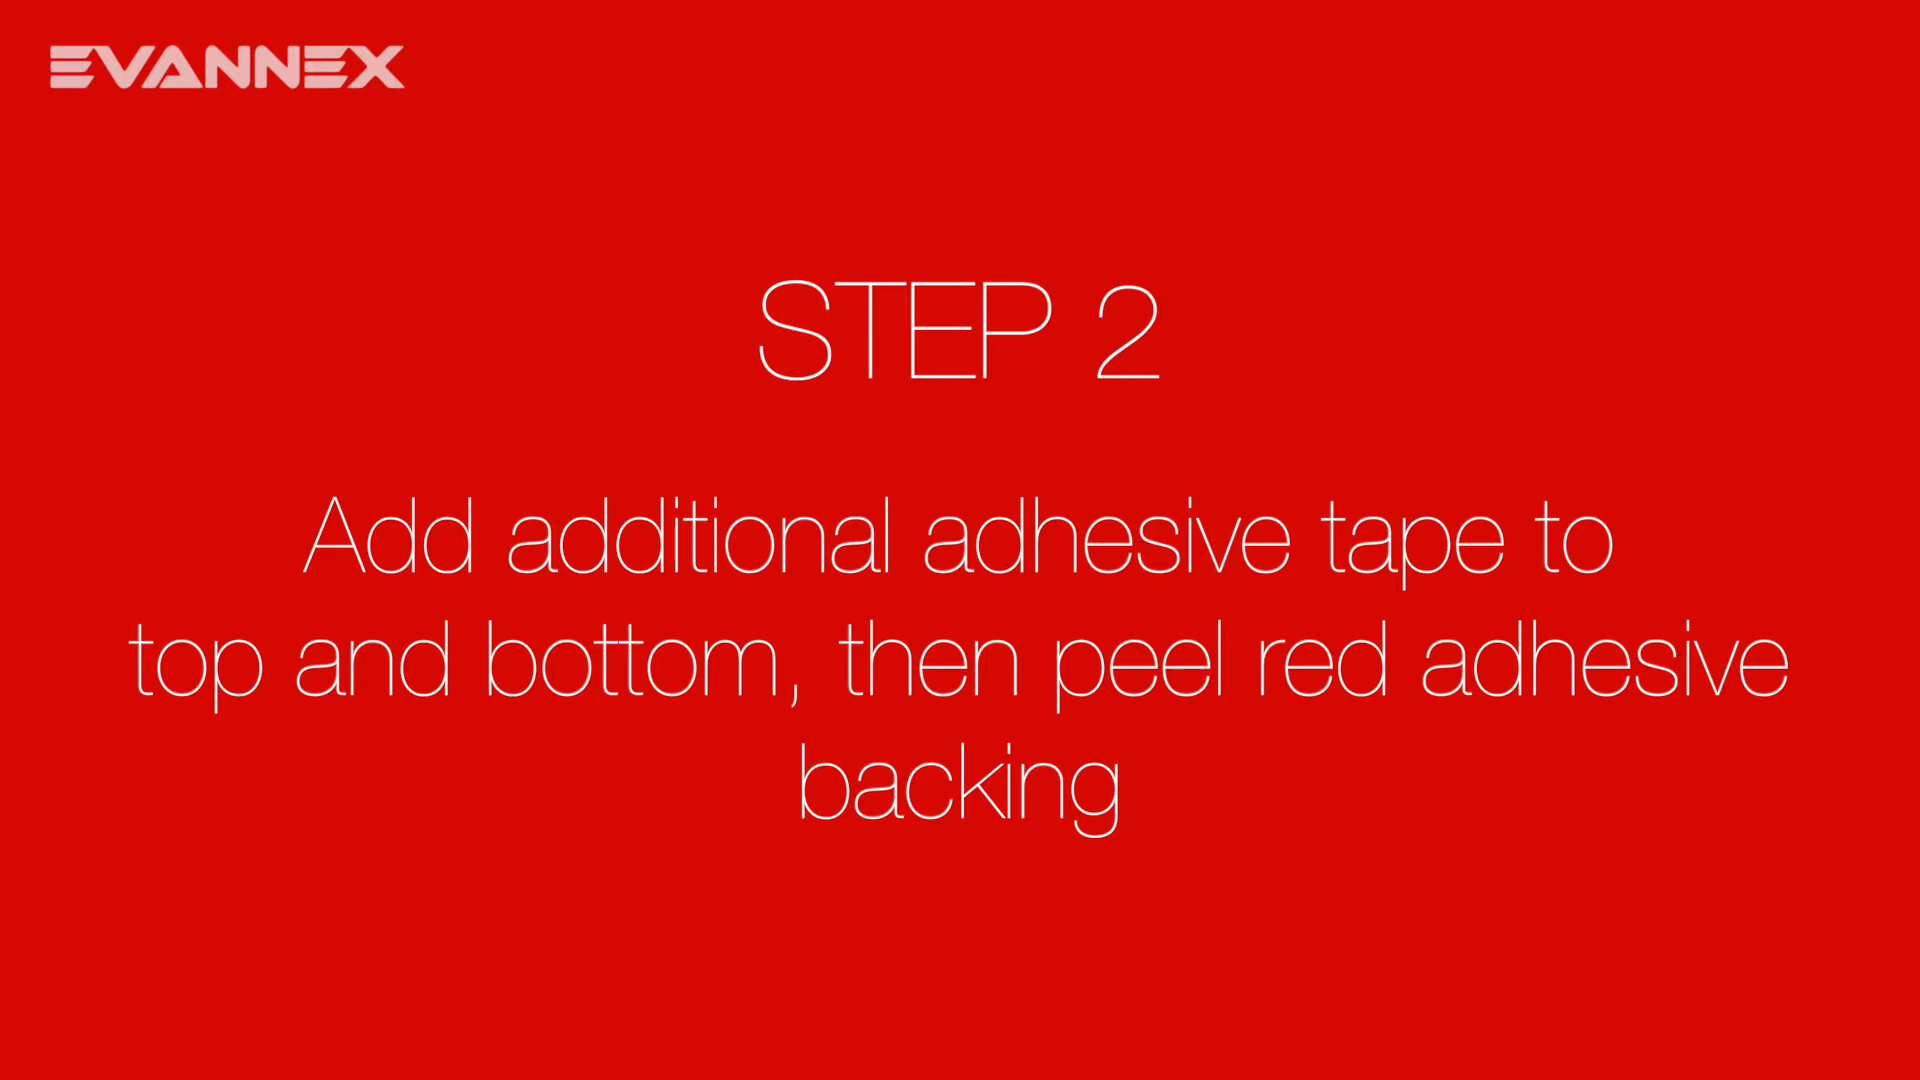 EVANNEX
STEP 2
Add additional adhesive tape to
top and bottom, then peel red adhesive
backing